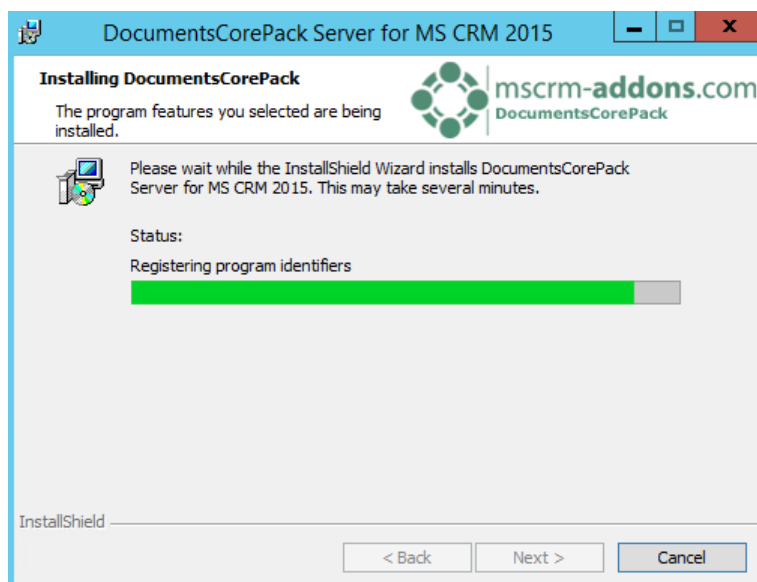 DocumentsCorePack Server for MS CRM 2015
Installing DocumentsCorePack
The program features you selected are being
installed.
mscrm-addons.com
DocumentsCorePack
Please wait while the InstallShield Wizard installs DocumentsCorePack
Server for MS CRM 2015. This may take several minutes.
Status:
Registering program identifiers
InstallShield
< Back
Next >
Cancel